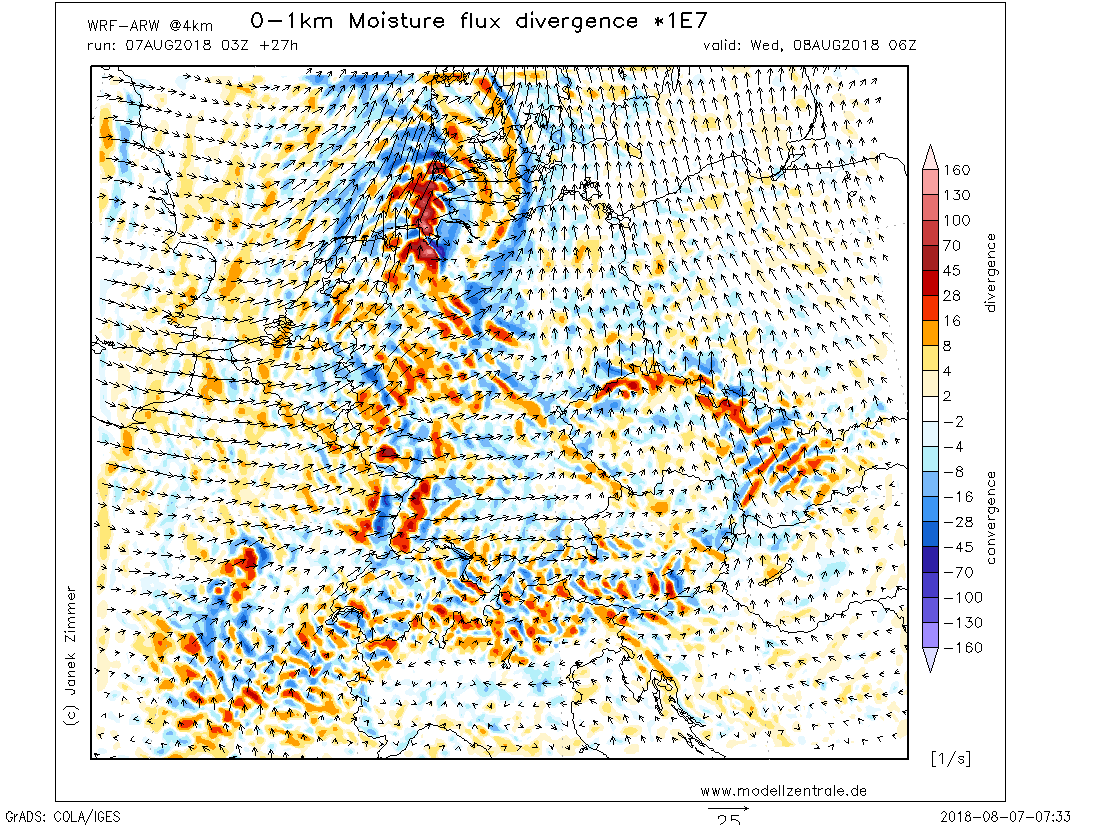 WRF-ARW @4km 0-1km Moisture flux divergence *1E7
run: 07AUG2018 03Z +27h valid: Wed, 08AUG2018 06Z
160
130
100
70
45
28
16
8
4
2
-2
-4
-8
-16
-28
-45
-70
-100
-130
-160
divergence
convergence
(c) Janek Zimmer
[1/s]
www.modellzentrale.de
25
GrADS: COLA/IGES 2018-08-07-07:33